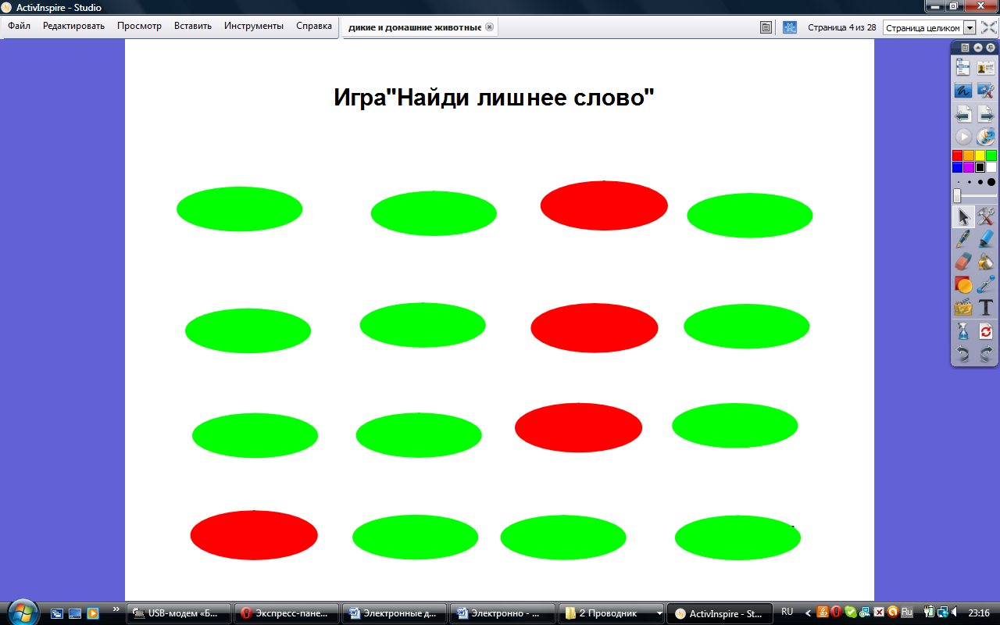 ActivInspire - Studio
Файл Редактировать Просмотр Вставить Инструменты Справка
дикие и домашние животные
Страница 4 из 28
Страница целиком
Игра"Найди лишнее слово"
T
USB-модем «Б...
Экспресс-пане...
Электронные д...
Электронно - ...
2 Проводник
ActivInspire - St...
RU
Ru
23:16